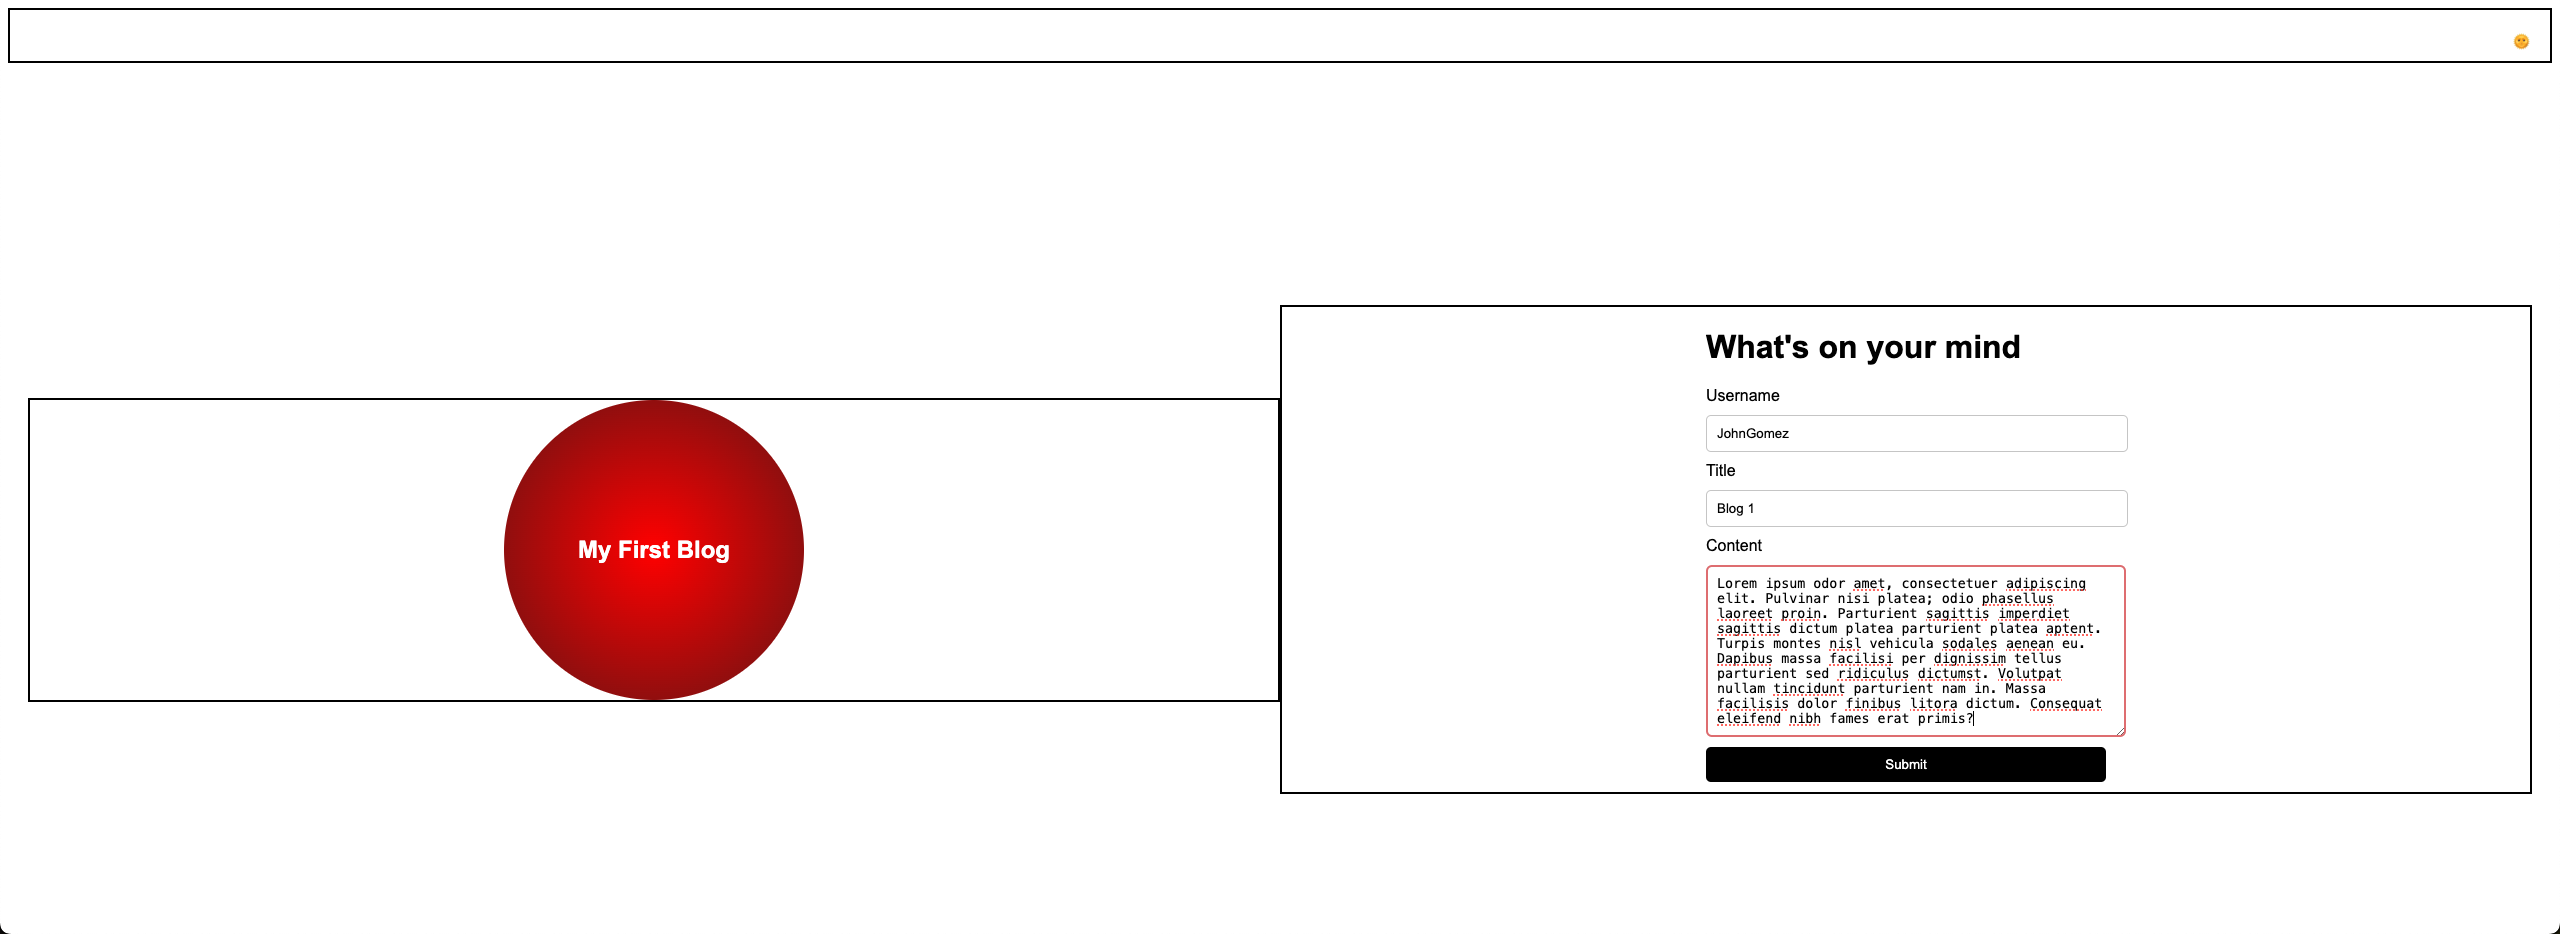 My First Blog
What's on your mind
Username
JohnGomez
Title
Blog 1
Content
Lorem ipsum odor amet, consectetuer adipiscing
elit. Pulvinar nisi platea; odio phasellus
laoreet proin. Parturient sagittis imperdiet
sagittis dictum platea parturient platea aptent.
Turpis montes nisl vehicula sodales aenean eu.
Dapibus massa facilisi per dignissim tellus
parturient sed ridiculus dictumst. Volutpat
nullam tincidunt parturient nam in. Massa
facilisis dolor finibus litora dictum. Consequat
eleifend nibh fames erat primis?
Submit